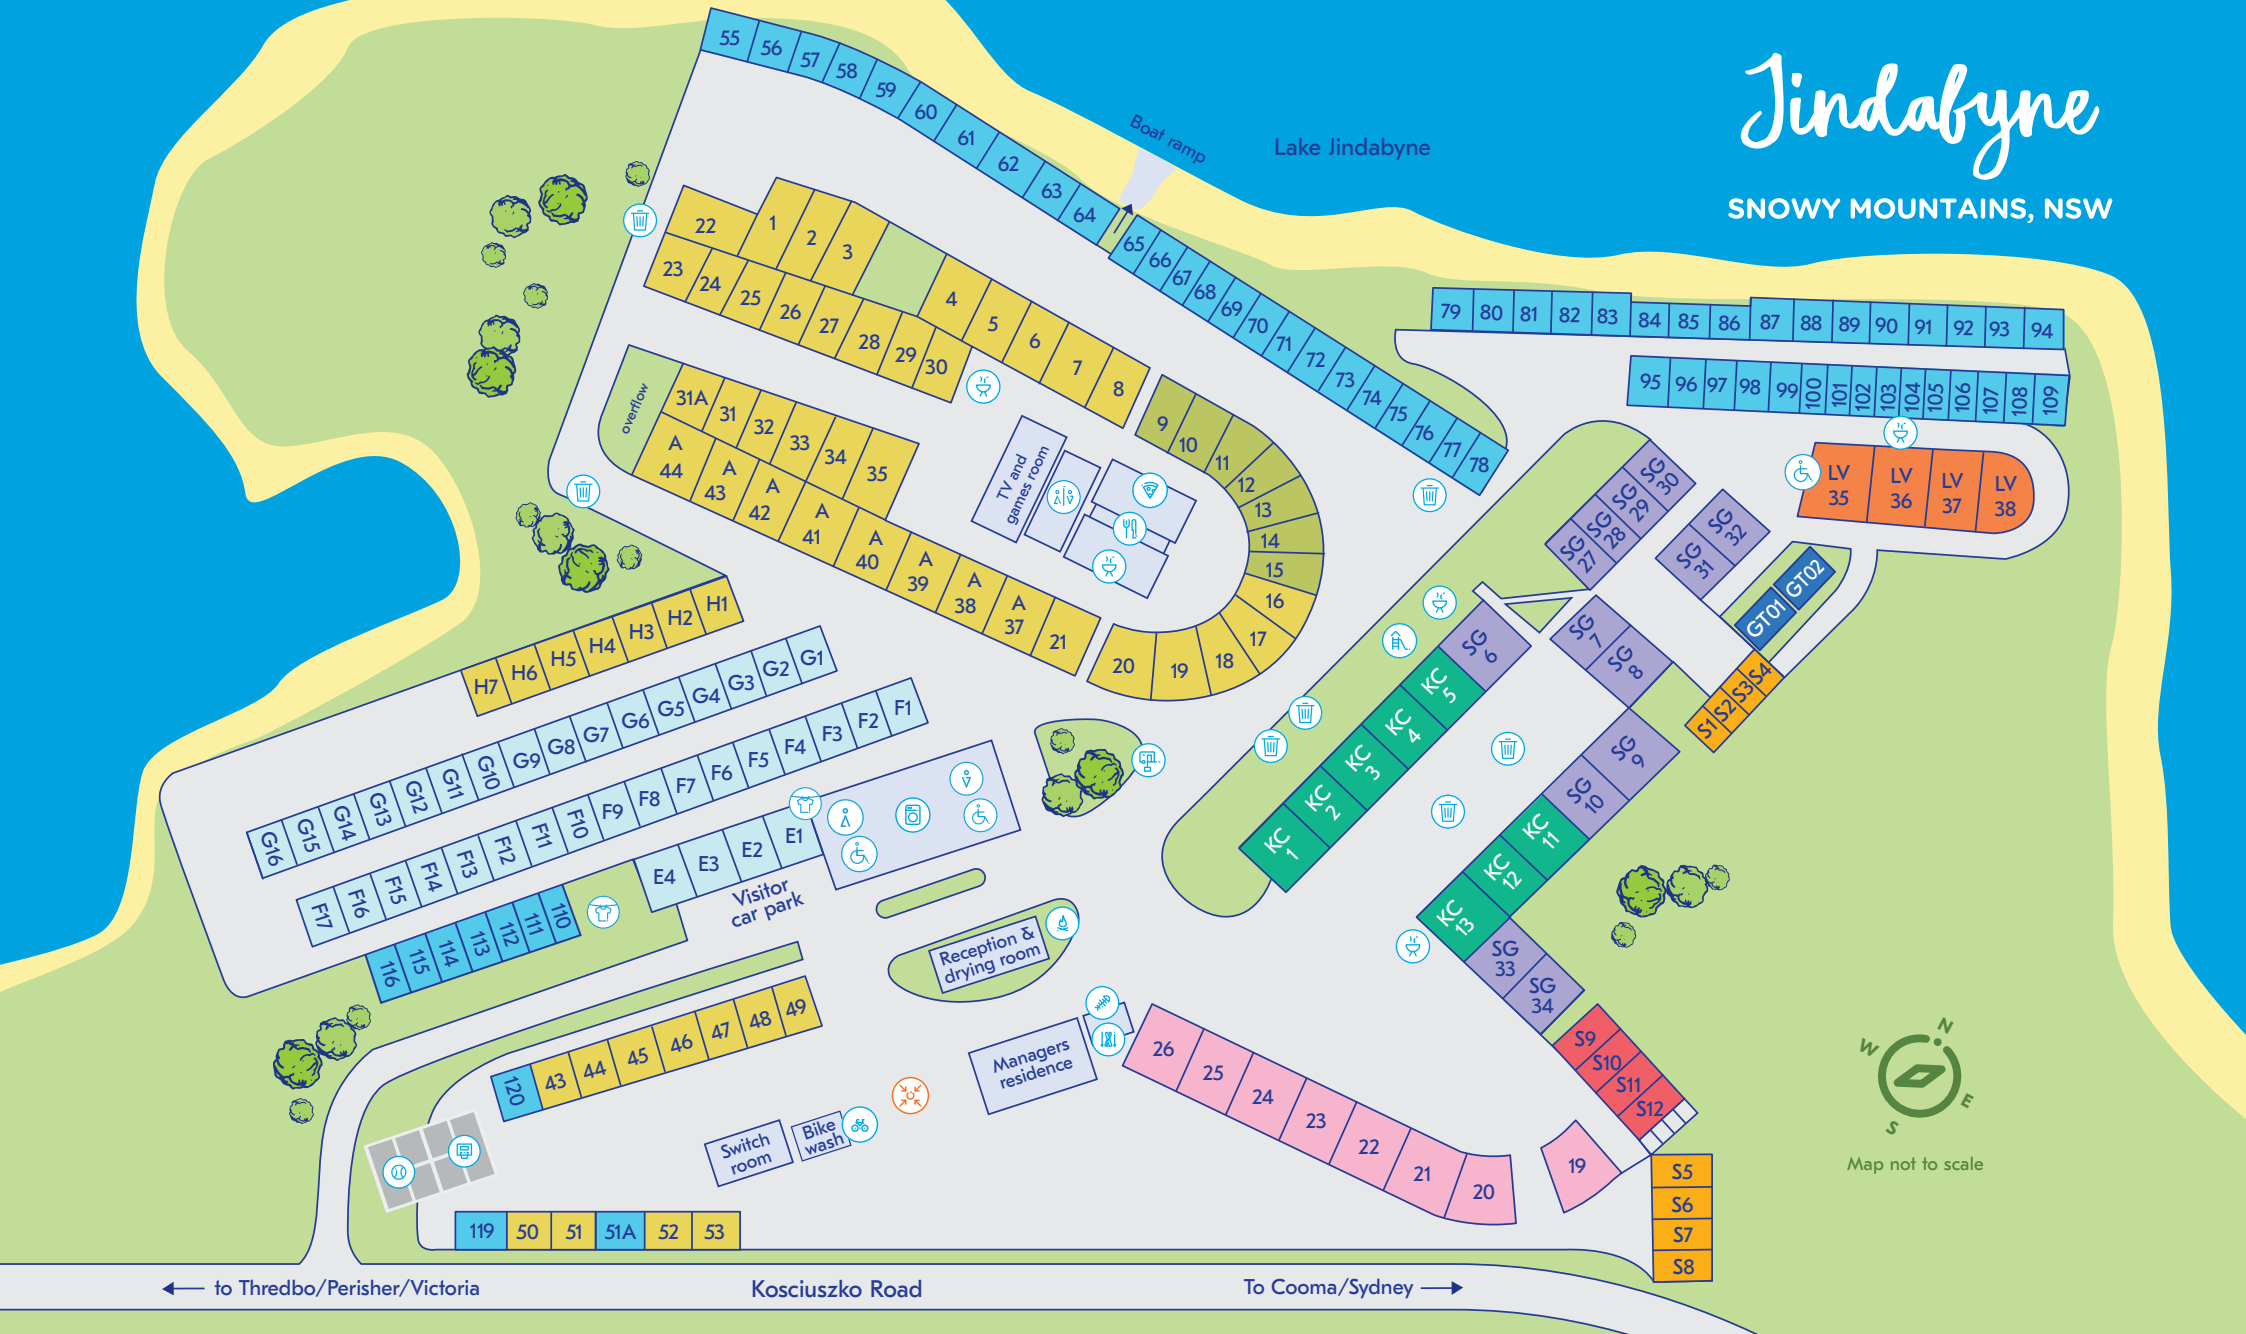 Jindabyne
SNOWY MOUNTAINS, NSW
Lake Jindabyne
Boat ramp
55
56
57
58
59
60
61
62
63
64
65
66
67
68
69
70
71
72
73
74
75
76
77
78
79
80
81
82
83
84
85
86
87
88
89
90
91
92
93
94
95
96
97
98
99
100
101
102
103
104
105
106
107
108
109
22
1
2
3
4
5
6
7
8
23
24
25
26
27
28
29
30
9
10
11
12
13
14
15
16
17
18
19
20
overflow
31A
31
32
33
34
35
A
44
A
43
A
42
A
41
A
40
A
39
A
38
A
37
21
TV and
games room
LV
35
LV
36
LV
37
LV
38
SG
30
SG
29
SG
28
SG
27
SG
32
SG
31
GT02
GT01
S4
S3
S2
S1
SG
6
SG
7
SG
8
SG
9
SG
10
KC
5
KC
4
KC
3
KC
2
KC
1
KC
11
KC
12
KC
13
SG
33
SG
34
S9
S10
S11
S12
S5
S6
S7
S8
H1
H2
H3
H4
H5
H6
H7
G1
G2
G3
G4
G5
G6
G7
G8
G9
G10
G11
G12
G13
G14
G15
G16
F1
F2
F3
F4
F5
F6
F7
F8
F9
F10
F11
F12
F13
F14
F15
F16
F17
E1
E2
E3
E4
110
111
112
113
114
115
116
Visitor
car park
Reception &
drying room
Managers
residence
120
43
44
45
46
47
48
49
Switch
room
Bike
wash
26
25
24
23
22
21
20
19
119
50
51
51A
52
53
N
W
E
S
Map not to scale
to Thredbo/Perisher/Victoria
Kosciuszko Road
To Cooma/Sydney